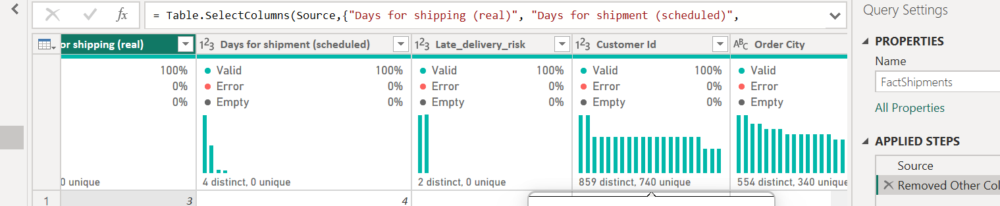 = Table.SelectColumns(Source,{"Days for shipping (real)", "Days for shipment (scheduled)",
Query Settings
PROPERTIES
Name
FactShipments
All Properties
APPLIED STEPS
Source
Removed Other Col
or shipping (real)
123 Days for shipment (scheduled)
123 Late_delivery_risk
123 Customer Id
ABC Order City
100%
0%
0%
0 unique
Valid 100%
Error 0%
Empty 0%
4 distinct, 0 unique
Valid 100%
Error 0%
Empty 0%
2 distinct, 0 unique
Valid 100%
Error 0%
Empty 0%
859 distinct, 740 unique
Valid
Error
Empty
554 distinct, 340 unique
1 3 4